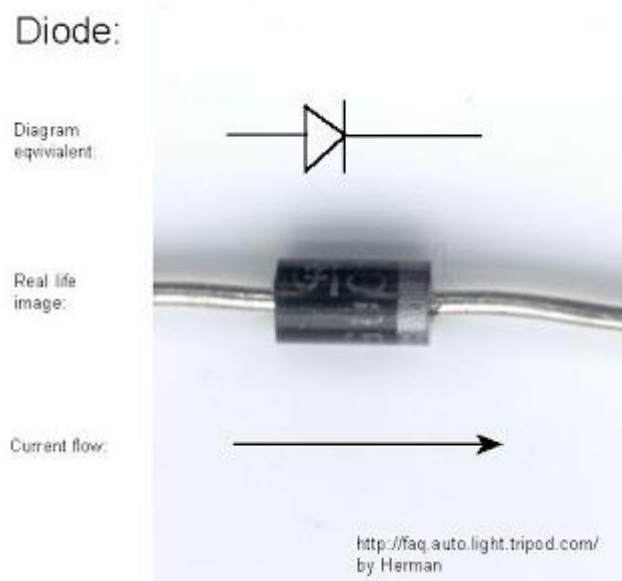 Diode:
Diagram
eqvivalent:
Real life
image:
Current flow:
http://faq.auto.light.tripod.com/
by Herman